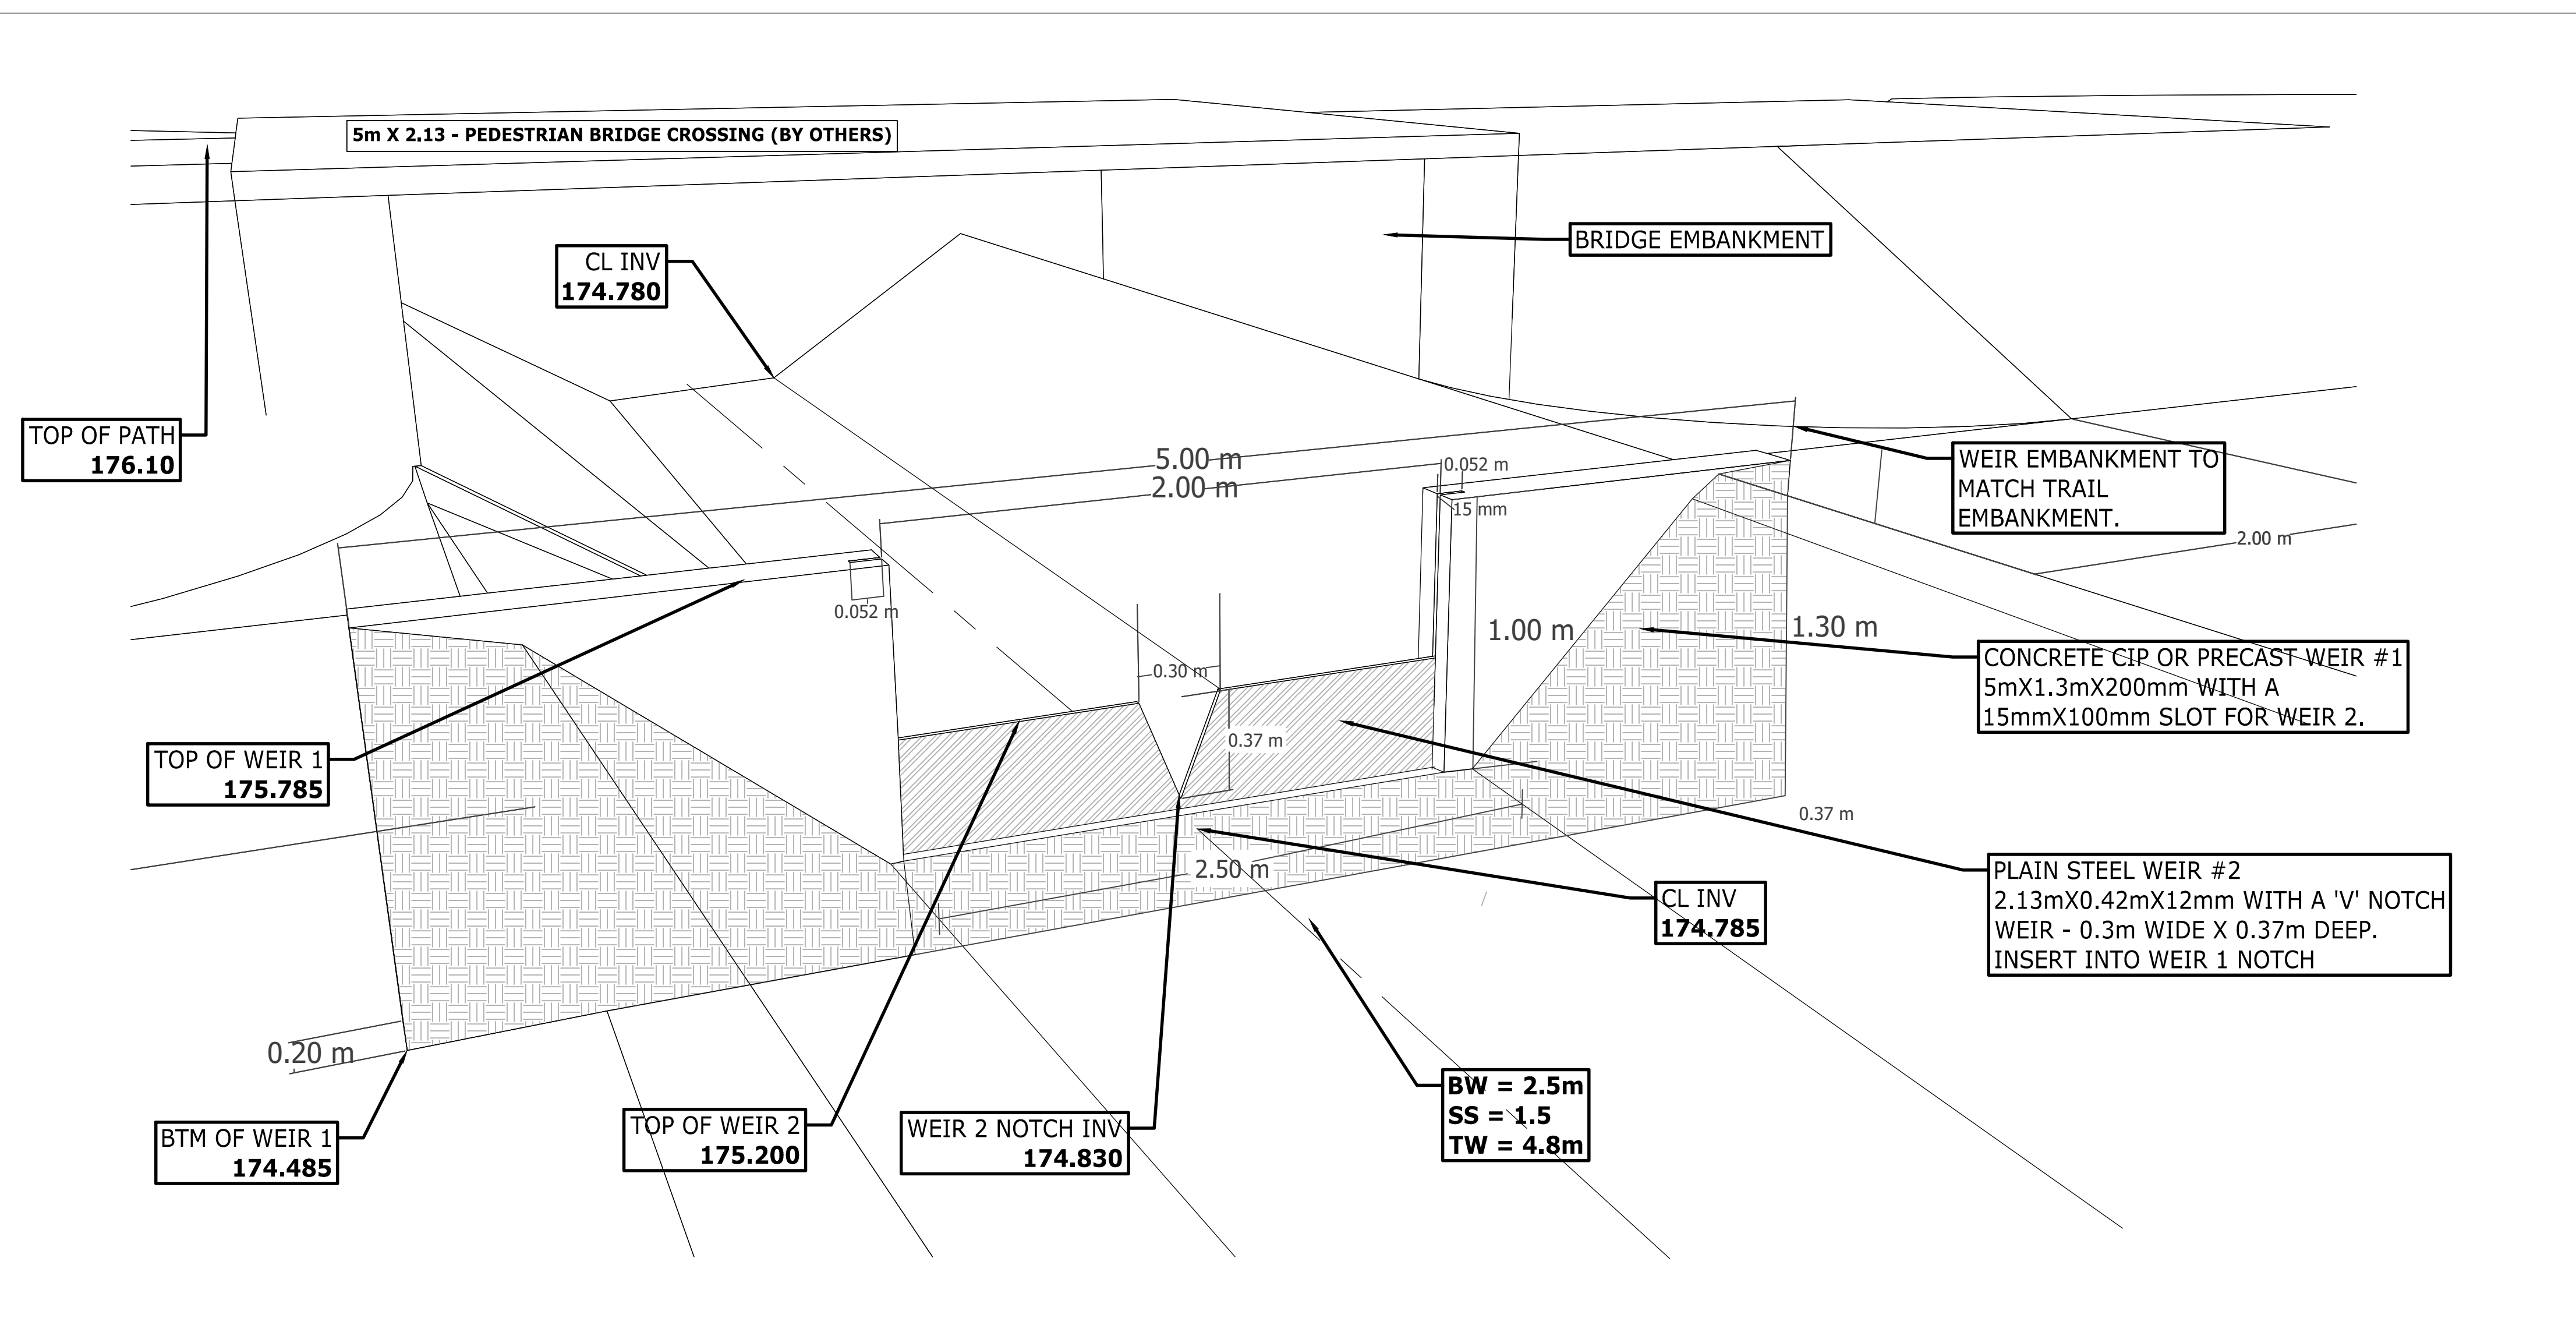 5m X 2.13 - PEDESTRIAN BRIDGE CROSSING (BY OTHERS)
BRIDGE EMBANKMENT
CL INV
174.780
TOP OF PATH
176.10
5.00 m
2.00 m
0.052 m
15 mm
WEIR EMBANKMENT TO
MATCH TRAIL
EMBANKMENT.
2.00 m
0.052 m
1.00 m
1.30 m
0.30 m
0.37 m
CONCRETE CIP OR PRECAST WEIR #1
5mX1.3mX200mm WITH A
15mmX100mm SLOT FOR WEIR 2.
TOP OF WEIR 1
175.785
0.37 m
2.50 m
PLAIN STEEL WEIR #2
2.13mX0.42mX12mm WITH A 'V' NOTCH
WEIR - 0.3m WIDE X 0.37m DEEP.
INSERT INTO WEIR 1 NOTCH
CL INV
174.785
0.20 m
BTM OF WEIR 1
174.485
TOP OF WEIR 2
175.200
WEIR 2 NOTCH INV
174.830
BW = 2.5m
SS = 1.5
TW = 4.8m